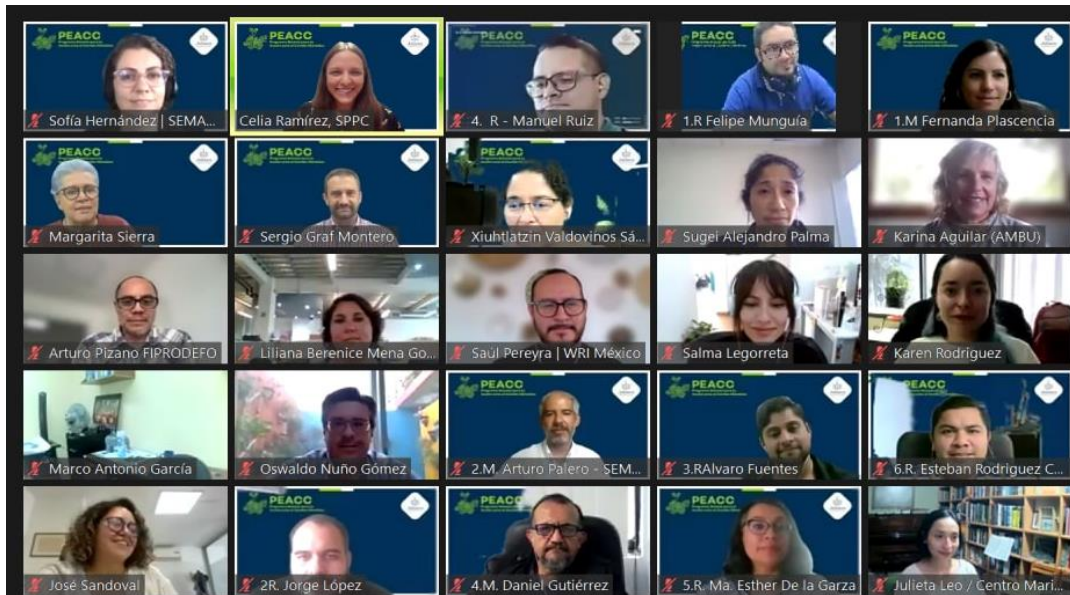 PEACC
PEACC
PEACC
PEACC
Sofía Hernández | SEMA...
Celia Ramírez, SPPC
4. R - Manuel Ruiz
1.R Felipe Munguía
1.M Fernanda Plascencia
PEACC
PEACC
PEACC
Margarita Sierra
Sergio Graf Montero
Xiuhtlatzin Valdovinos Sá...
Sugei Alejandro Palma
Karina Aguilar (AMBU)
Arturo Pizano FIPRODEFO
Liliana Berenice Mena Go...
Saúl Pereyra | WRI México
Salma Legorreta
Karen Rodriguez
PEACC
PEACC
PEACC
Marco Antonio García
Oswaldo Nuño Gómez
2.M. Arturo Palero - SEM...
3.RAlvaro Fuentes
6.R. Esteban Rodriguez C...
PEACC
PEACC
PEACC
José Sandoval
2R. Jorge López
4.M. Daniel Gutiérrez
5.R. Ma. Esther De la Garza
Julieta Leo / Centro Mari...